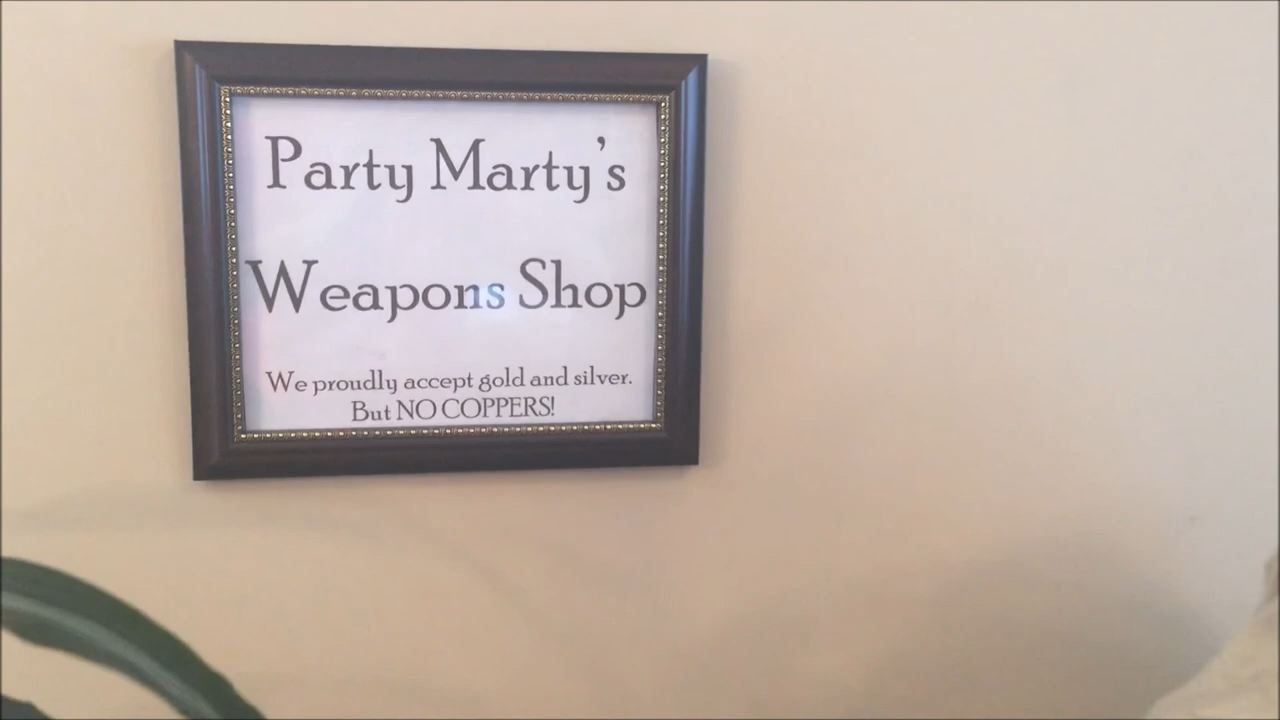 Party Marty's
Weapons Shop
We proudly accept gold and silver.
But NO COPPERS!